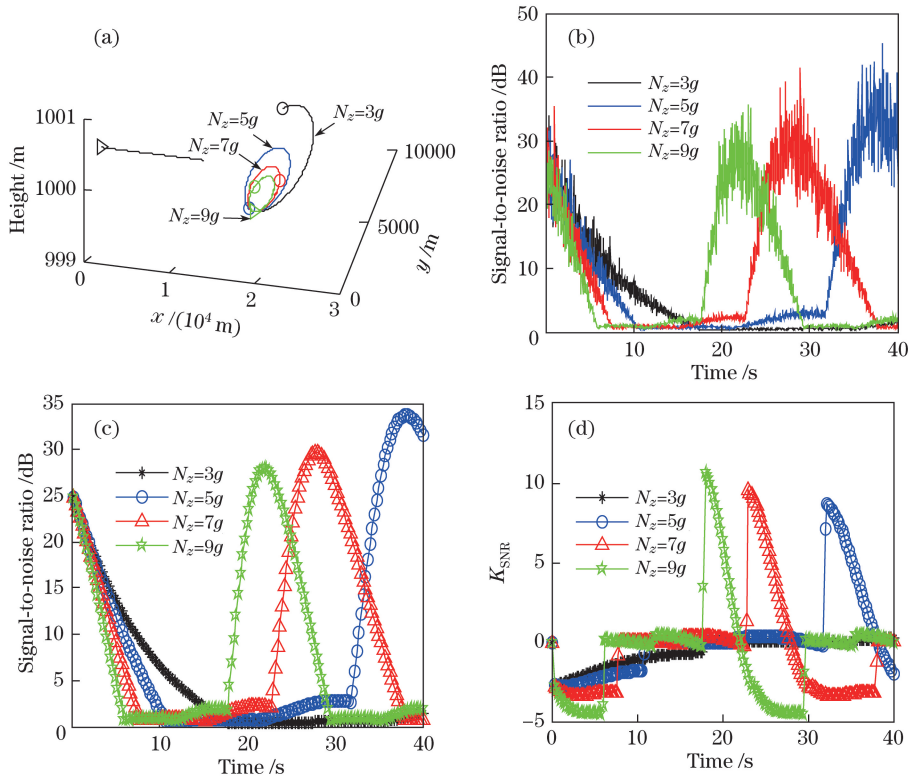 (a)
1001
1000
999
Height /m
0
1
2
3
x /(10⁴ m)
0
5000
10000
y /m
N_z=3g
N_z=5g
N_z=7g
N_z=9g
(b)
50
40
30
20
10
0
Signal-to-noise ratio /dB
N_z=3g
N_z=5g
N_z=7g
N_z=9g
10
20
30
40
Time /s
(c)
35
30
25
20
15
10
5
0
Signal-to-noise ratio /dB
N_z=3g
N_z=5g
N_z=7g
N_z=9g
0
10
20
30
40
Time /s
(d)
15
10
5
0
−5
K_SNR
N_z=3g
N_z=5g
N_z=7g
N_z=9g
0
10
20
30
40
Time /s